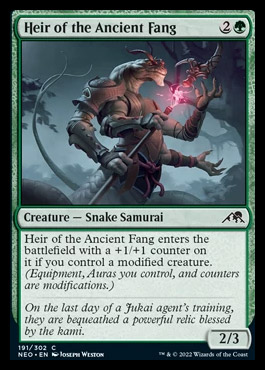 Heir of the Ancient Fang
2
Creature — Snake Samurai
Heir of the Ancient Fang enters the
battlefield with a +1/+1 counter on
it if you control a modified creature.
(Equipment, Auras you control, and counters
are modifications.)
On the last day of a Jukai agent's training,
they are bequeathed a powerful relic blessed
by the kami.
2/3
191/302 C
NEO • EN JOSEPH WESTON
™ & © 2022 Wizards of the Coast